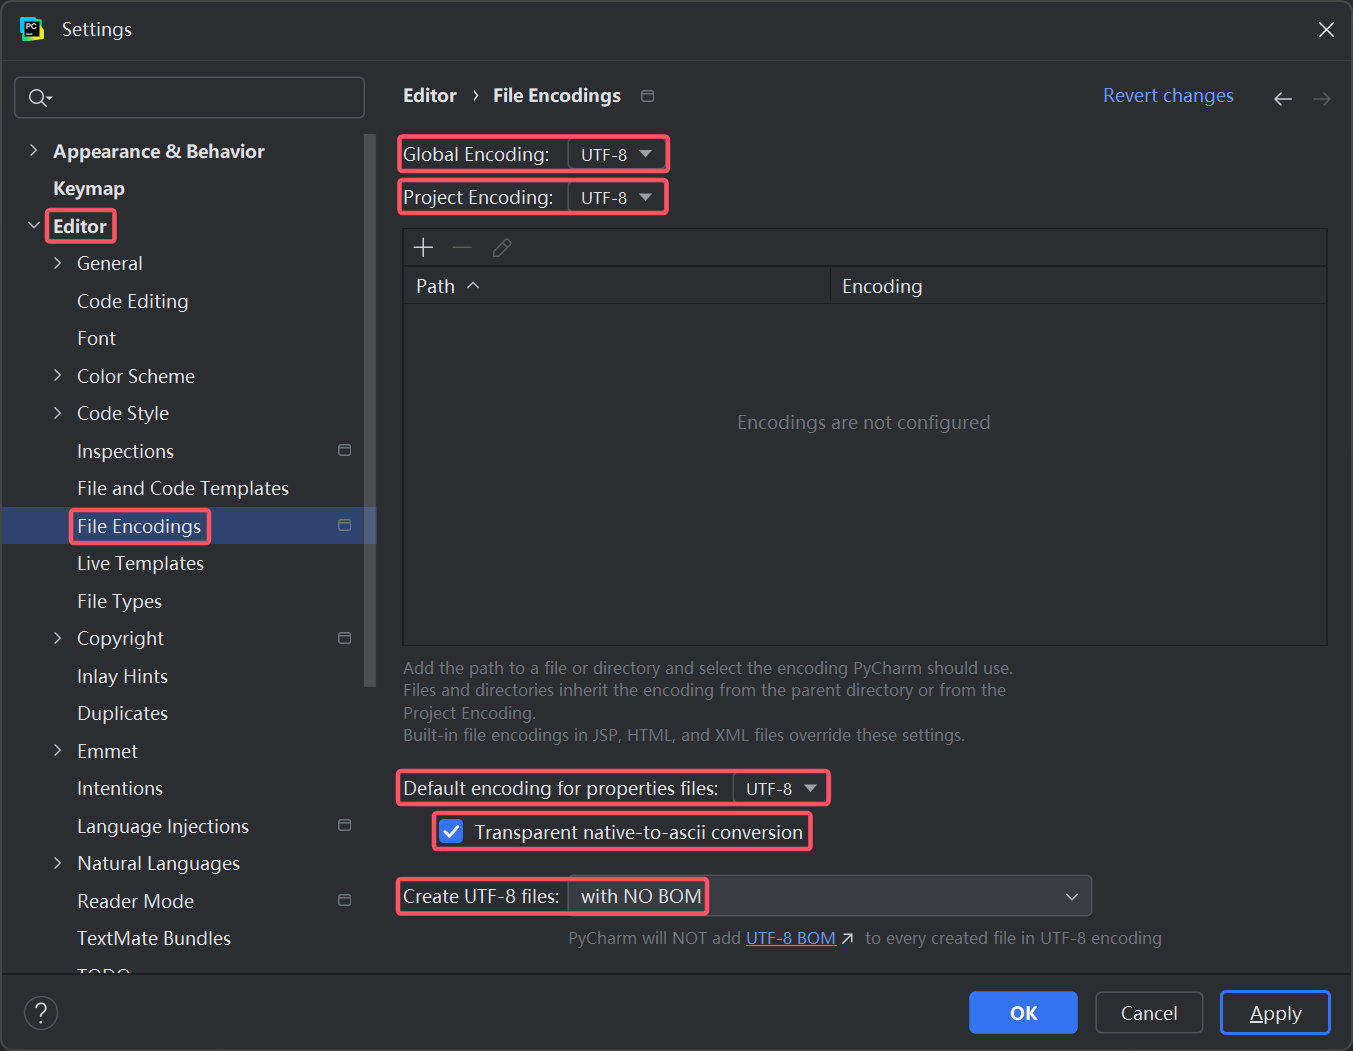 PC
Settings
Editor › File Encodings
Revert changes
Appearance & Behavior
Keymap
Editor
General
Code Editing
Font
Color Scheme
Code Style
Inspections
File and Code Templates
File Encodings
Live Templates
File Types
Copyright
Inlay Hints
Duplicates
Emmet
Intentions
Language Injections
Natural Languages
Reader Mode
TextMate Bundles
TODO
Global Encoding: UTF-8
Project Encoding: UTF-8
Path Encoding
Encodings are not configured
Add the path to a file or directory and select the encoding PyCharm should use.
Files and directories inherit the encoding from the parent directory or from the
Project Encoding.
Built-in file encodings in JSP, HTML, and XML files override these settings.
Default encoding for properties files: UTF-8
Transparent native-to-ascii conversion
Create UTF-8 files: with NO BOM
PyCharm will NOT add UTF-8 BOM ↗ to every created file in UTF-8 encoding
?
OK
Cancel
Apply